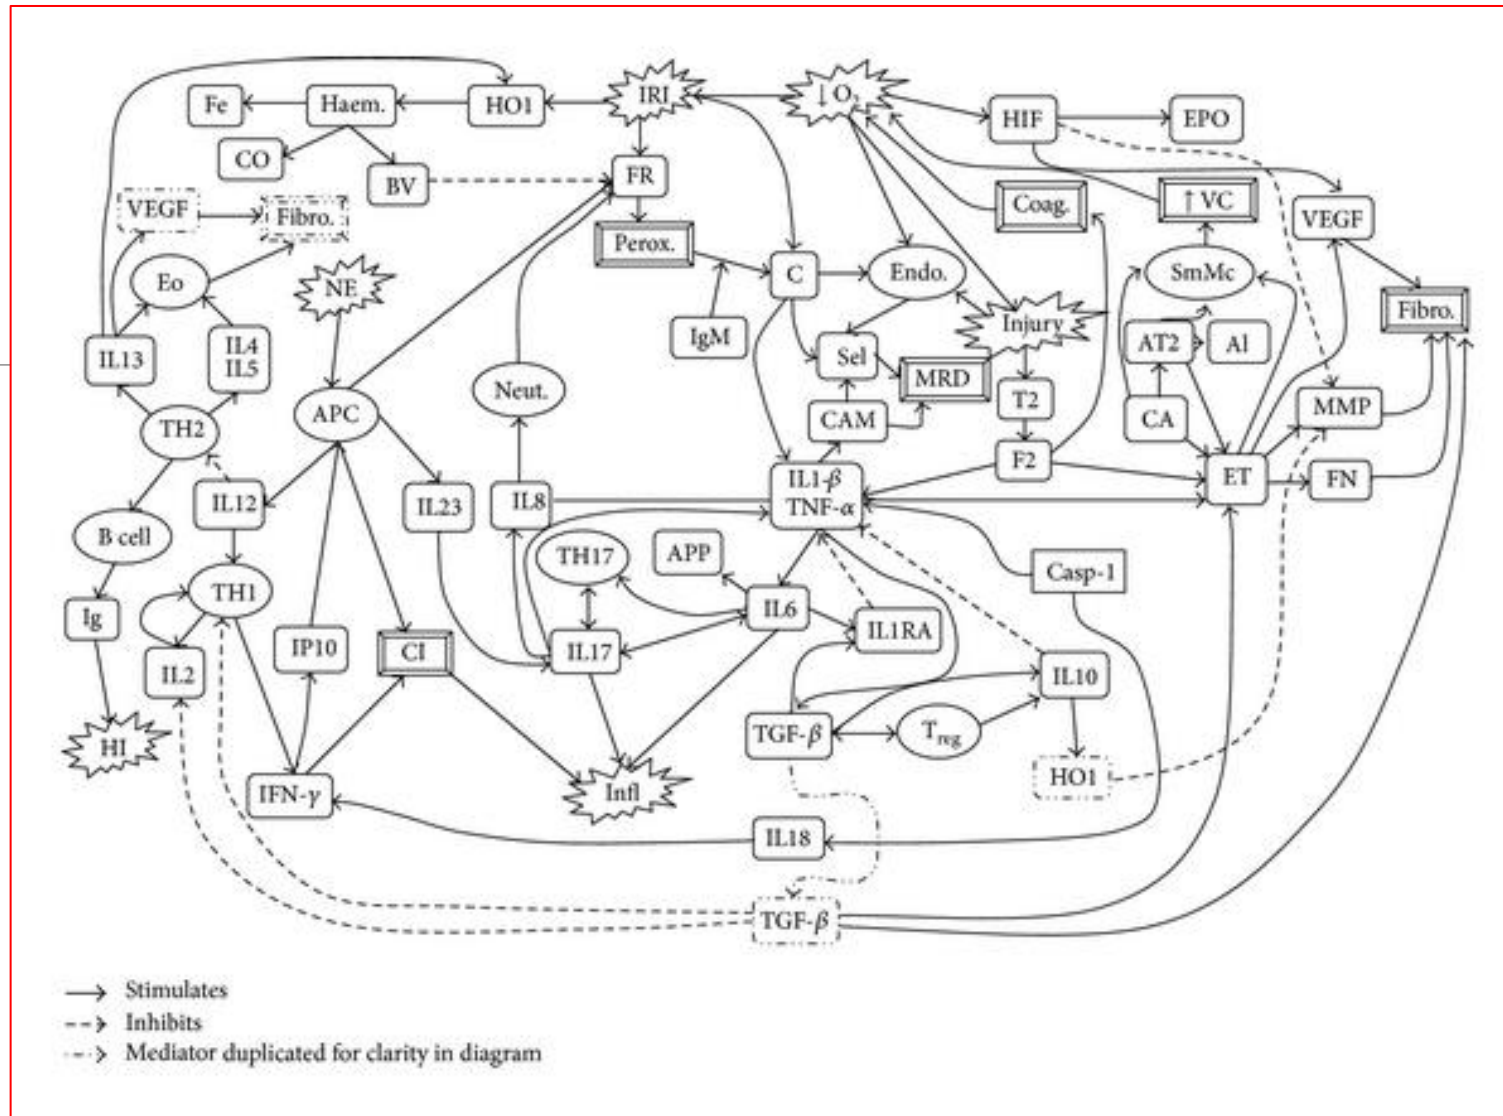 IRI
↓O₂
Fe
Haem.
HO1
HIF
EPO
CO
BV
FR
VEGF
Fibro.
Coag.
↑VC
VEGF
Perox.
C
Endo.
SmMc
Eo
NE
Fibro.
IgM
Injury
IL13
IL4
IL5
Sel
MRD
AT2
Al
Neut.
T2
APC
CAM
CA
MMP
TH2
F2
IL12
IL23
IL8
IL1-β
TNF-α
ET
FN
B cell
TH17
APP
Casp-1
TH1
Ig
IL6
IL1RA
IP10
CI
IL17
IL2
IL10
TGF-β
Treg
HI
HO1
IFN-γ
Infl
IL18
TGF-β
Stimulates
Inhibits
Mediator duplicated for clarity in diagram